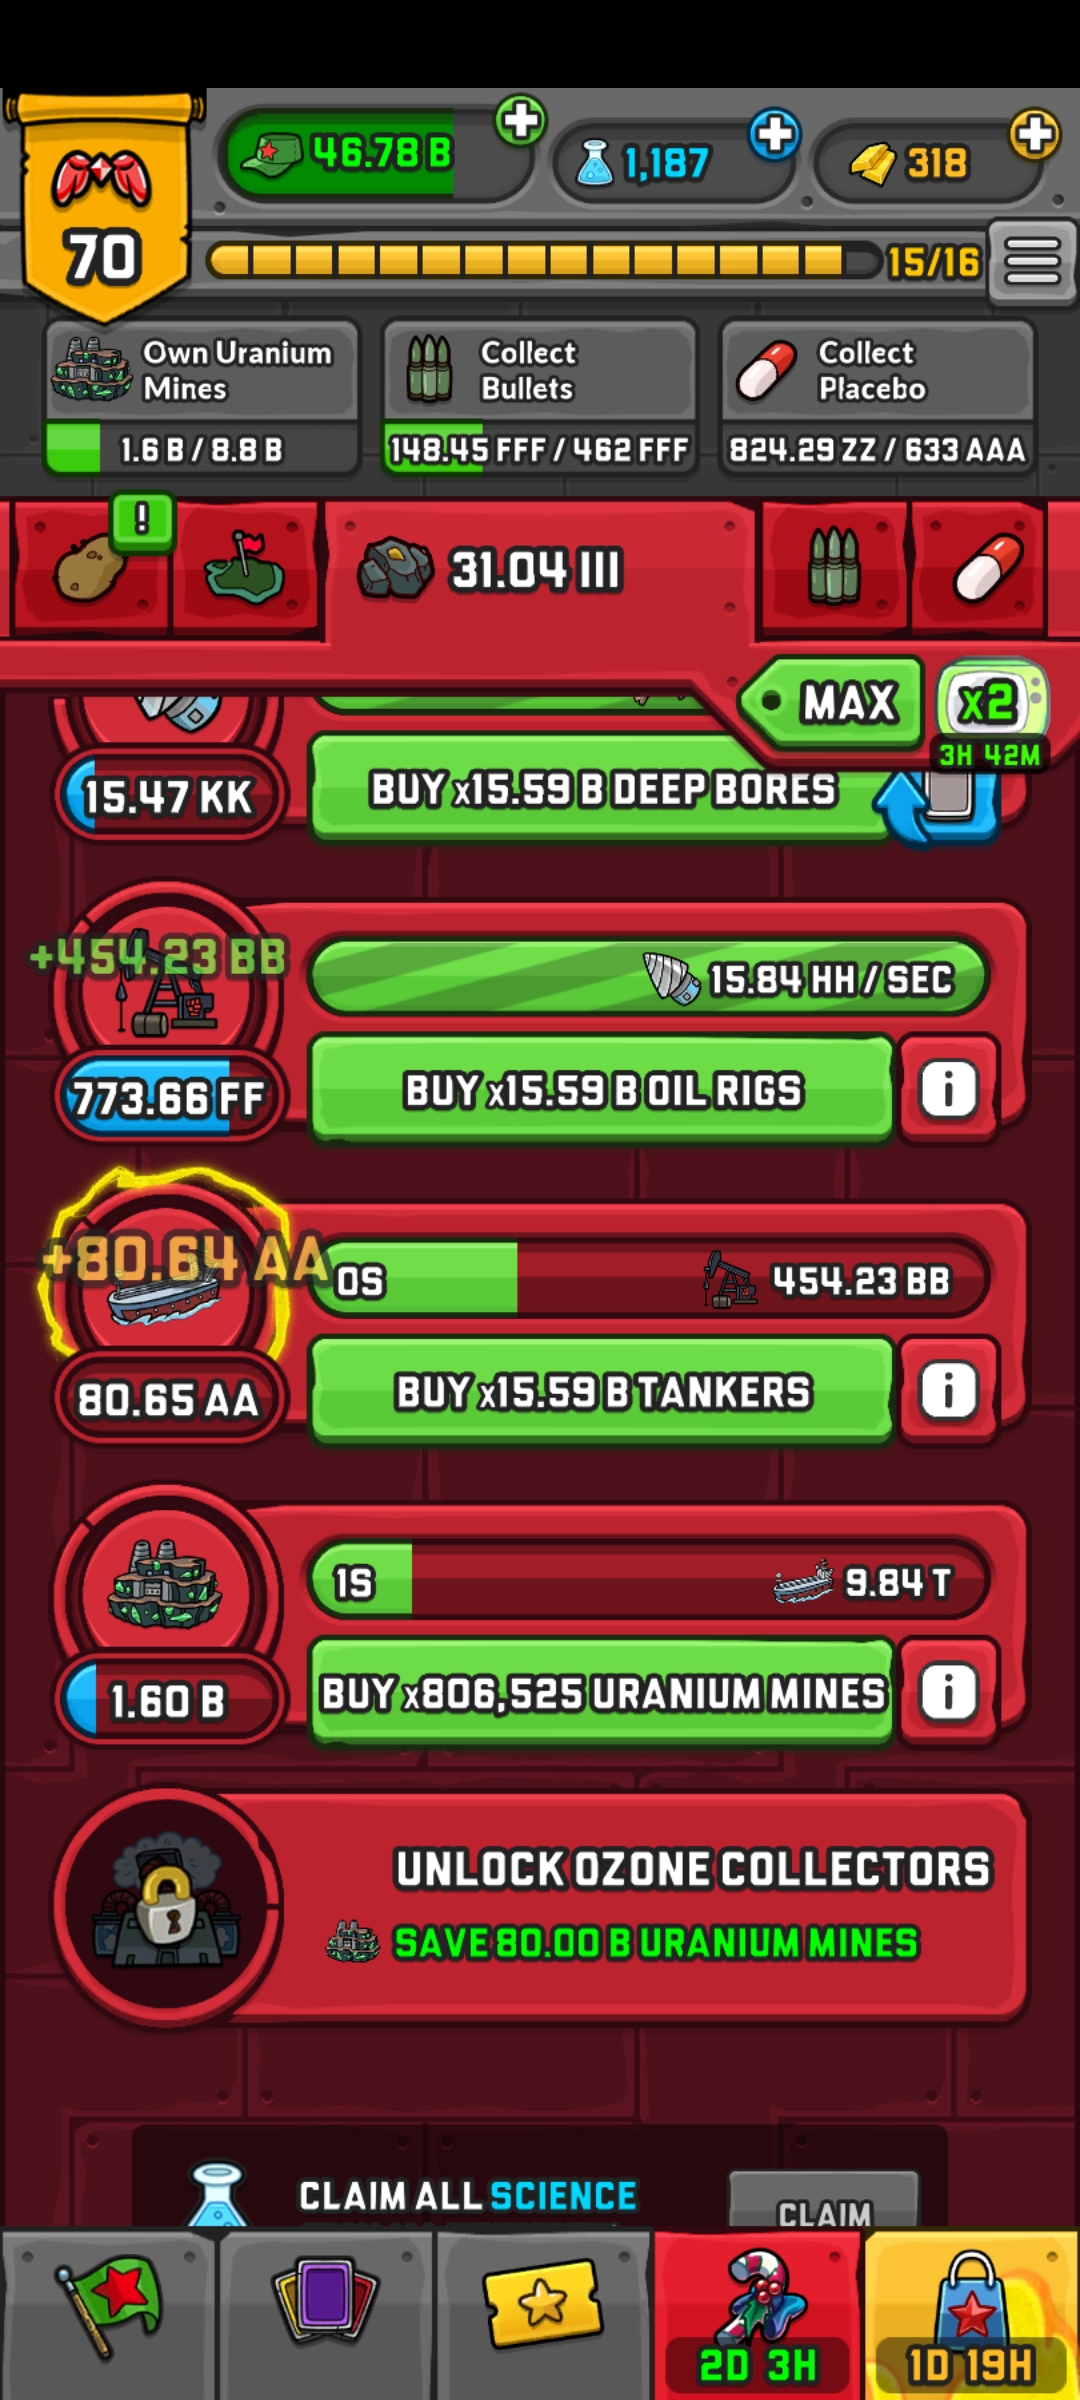 46.78 B
1,187
318
70
15/16
Own Uranium
Mines
1.6 B / 8.8 B
Collect
Bullets
148.45 FFF / 462 FFF
Collect
Placebo
824.29 ZZ / 633 AAA
!
31.04 III
MAX
x2
3H 42M
15.47 KK
BUY x15.59 B DEEP BORES
+454.23 BB
15.84 HH / SEC
773.66 FF
BUY x15.59 B OIL RIGS
i
+80.64 AA
0S
454.23 BB
80.65 AA
BUY x15.59 B TANKERS
i
1S
9.84 T
1.60 B
BUY x806,525 URANIUM MINES
i
UNLOCK OZONE COLLECTORS
SAVE 80.00 B URANIUM MINES
CLAIM ALL SCIENCE
CLAIM
2D 3H
1D 19H